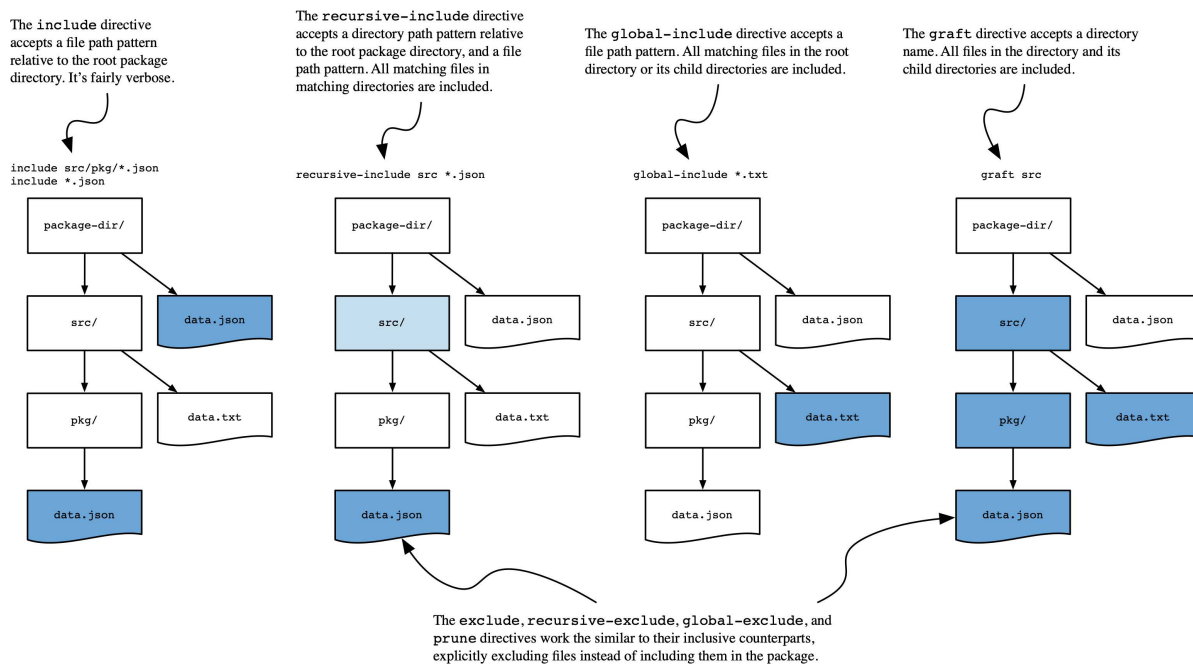 The include directive
accepts a file path pattern
relative to the root package
directory. It's fairly verbose.
include src/pkg/*.json
include *.json
package-dir/
src/
data.json
pkg/
data.txt
data.json
The recursive-include directive
accepts a directory path pattern
relative to the root package
directory, and a file
path pattern. All matching files in
matching directories are included.
recursive-include src *.json
package-dir/
src/
data.json
pkg/
data.txt
data.json
The global-include directive accepts a
file path pattern. All matching files in the root
directory or its child directories are included.
global-include *.txt
package-dir/
src/
data.json
pkg/
data.txt
data.json
The graft directive accepts a directory
name. All files in the directory and its
child directories are included.
graft src
package-dir/
src/
data.json
pkg/
data.txt
data.json
The exclude, recursive-exclude, global-exclude, and
prune directives work the similar to their inclusive counterparts,
explicitly excluding files instead of including them in the package.